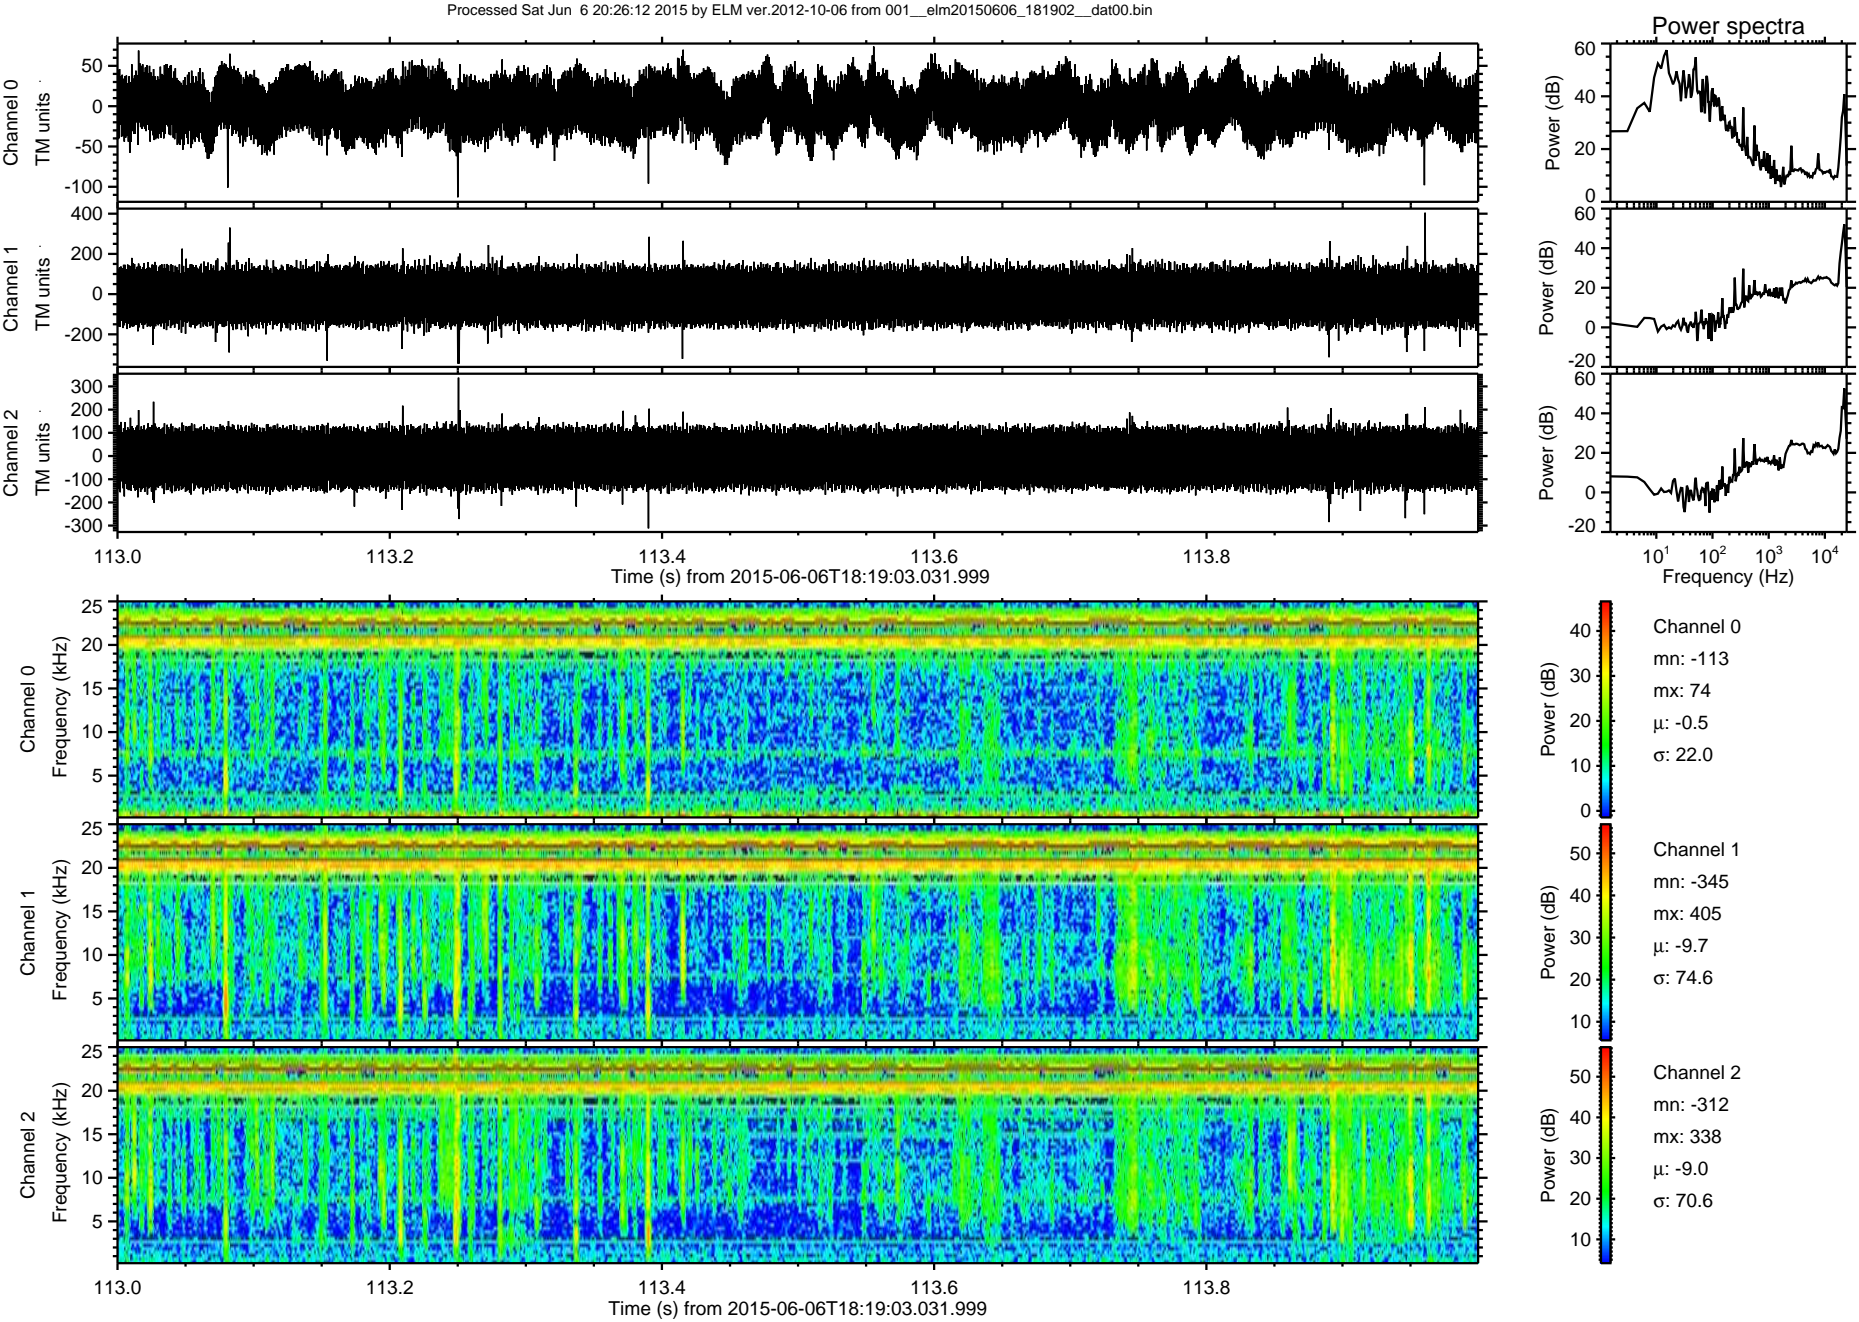 Processed Sat Jun  6 20:26:12 2015 by ELM ver.2012-10-06 from 001__elm20150606_181902__dat00.bin
Power spectra
Channel 0
TM units
50
0
-50
-100
Power (dB)
60
40
20
0
Channel 1
TM units
400
200
0
-200
Power (dB)
60
40
20
0
-20
Channel 2
TM units
300
200
100
0
-100
-200
-300
Power (dB)
60
40
20
0
-20
113.0 113.2 113.4 113.6 113.8
Time (s) from 2015-06-06T18:19:03.031.999
10^1 10^2 10^3 10^4
Frequency (Hz)
Channel 0
Frequency (kHz)
25
20
15
10
5
Power (dB)
40
30
20
10
0
Channel 0
mn: -113
mx: 74
μ: -0.5
σ: 22.0
Channel 1
Frequency (kHz)
25
20
15
10
5
Power (dB)
50
40
30
20
10
Channel 1
mn: -345
mx: 405
μ: -9.7
σ: 74.6
Channel 2
Frequency (kHz)
25
20
15
10
5
Power (dB)
50
40
30
20
10
Channel 2
mn: -312
mx: 338
μ: -9.0
σ: 70.6
113.0 113.2 113.4 113.6 113.8
Time (s) from 2015-06-06T18:19:03.031.999